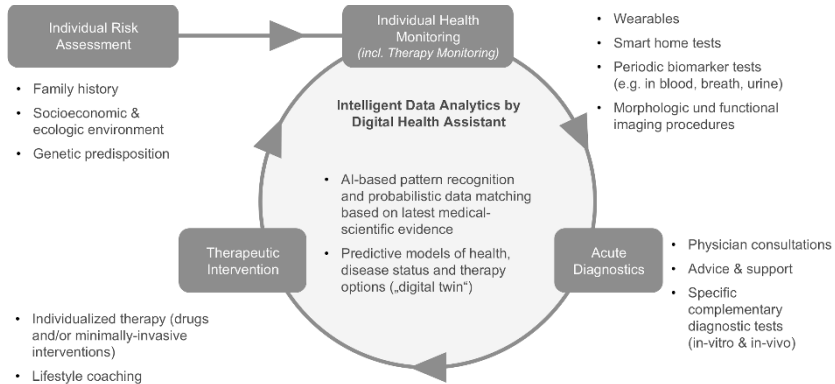 Individual Risk
Assessment
• Family history
• Socioeconomic &
ecologic environment
• Genetic predisposition
Individual Health
Monitoring
(incl. Therapy Monitoring)
• Wearables
• Smart home tests
• Periodic biomarker tests
(e.g. in blood, breath, urine)
• Morphologic und functional
imaging procedures
Intelligent Data Analytics by
Digital Health Assistant
• AI-based pattern recognition
and probabilistic data matching
based on latest medical-
scientific evidence
• Predictive models of health,
disease status and therapy
options („digital twin“)
Therapeutic
Intervention
• Individualized therapy (drugs
and/or minimally-invasive
interventions)
• Lifestyle coaching
Acute
Diagnostics
• Physician consultations
• Advice & support
• Specific
complementary
diagnostic tests
(in-vitro & in-vivo)